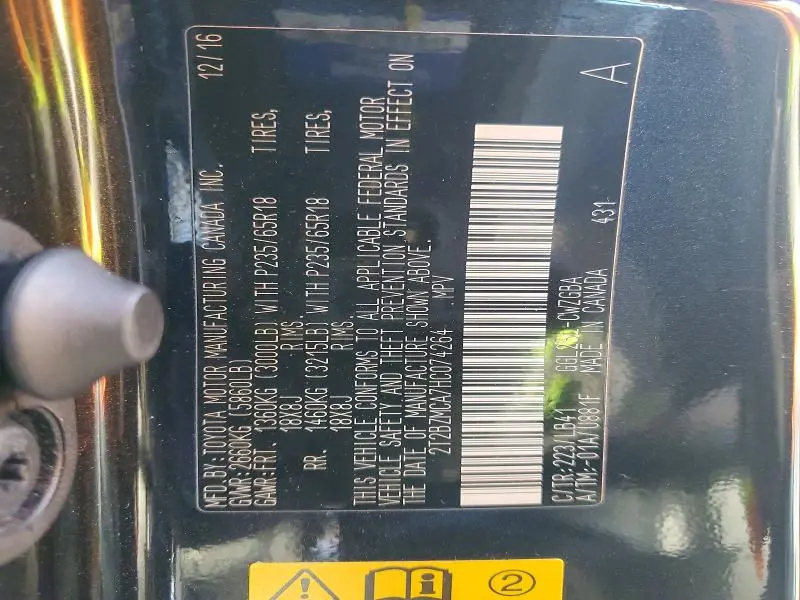 MFD. BY: TOYOTA MOTOR MANUFACTURING CANADA INC. 12/16
GVWR: 2660KG (5860LB)
GAWR: FRT. 1360KG (3000LB) WITH P235/65R18 TIRES,
18X8J RIMS
RR. 1460KG (3215LB) WITH P235/65R18 TIRES,
18X8J RIMS
THIS VEHICLE CONFORMS TO ALL APPLICABLE FEDERAL MOTOR
VEHICLE SAFETY AND THEFT PREVENTION STANDARDS IN EFFECT ON
THE DATE OF MANUFACTURE SHOWN ABOVE.
2T2BZMCA7HC074264 MPV
C/TR: 223/LB41 GGL25L-CWZGBA
A/TM: -01A/U881F MADE IN CANADA 431 A
2